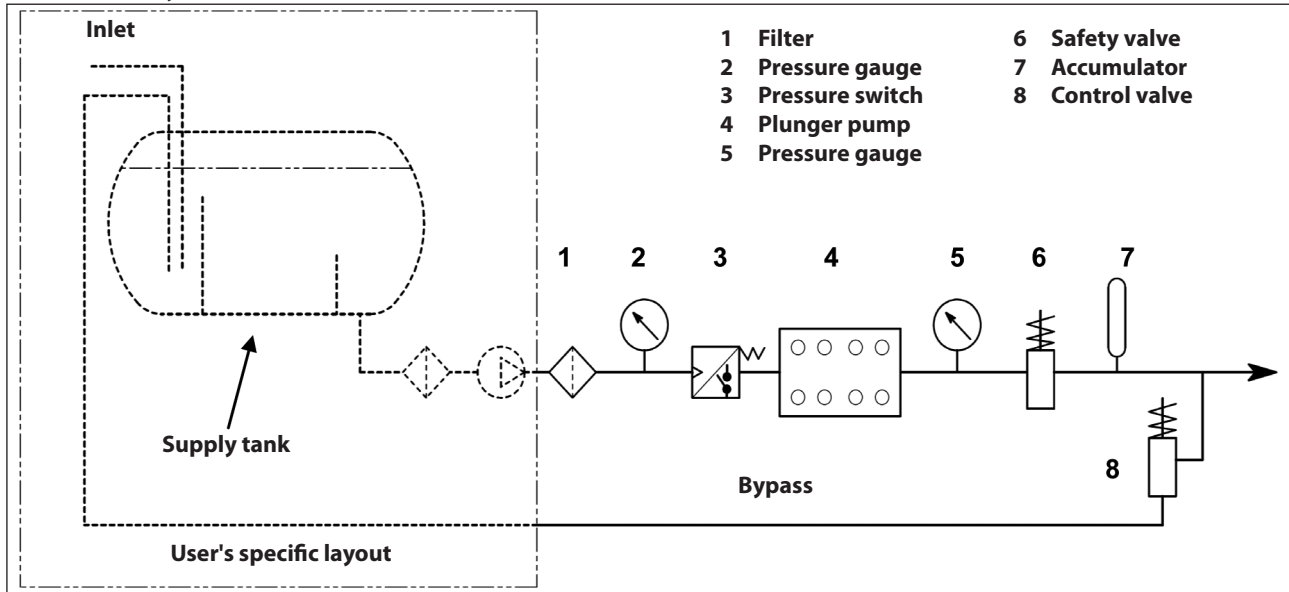 Inlet
1 Filter
2 Pressure gauge
3 Pressure switch
4 Plunger pump
5 Pressure gauge
6 Safety valve
7 Accumulator
8 Control valve
1 2 3 4 5 6 7
Supply tank
8
Bypass
User's specific layout